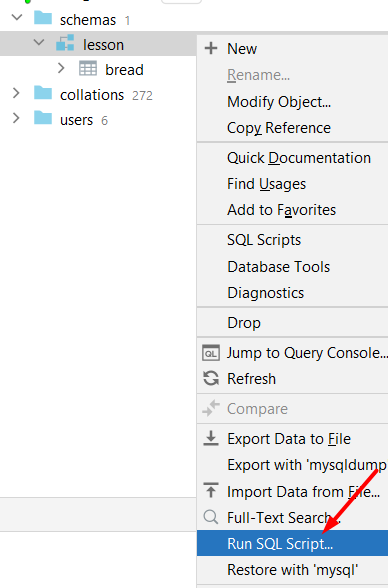 schemas 1
lesson
bread
collations 272
users 6
New
Rename...
Modify Object...
Copy Reference
Quick Documentation
Find Usages
Add to Favorites
SQL Scripts
Database Tools
Diagnostics
Drop
QL Jump to Query Console...
Refresh
Compare
Export Data to File
Export with 'mysqldump
Import Data from File...
Full-Text Search...
Run SQL Script...
Restore with 'mysql'